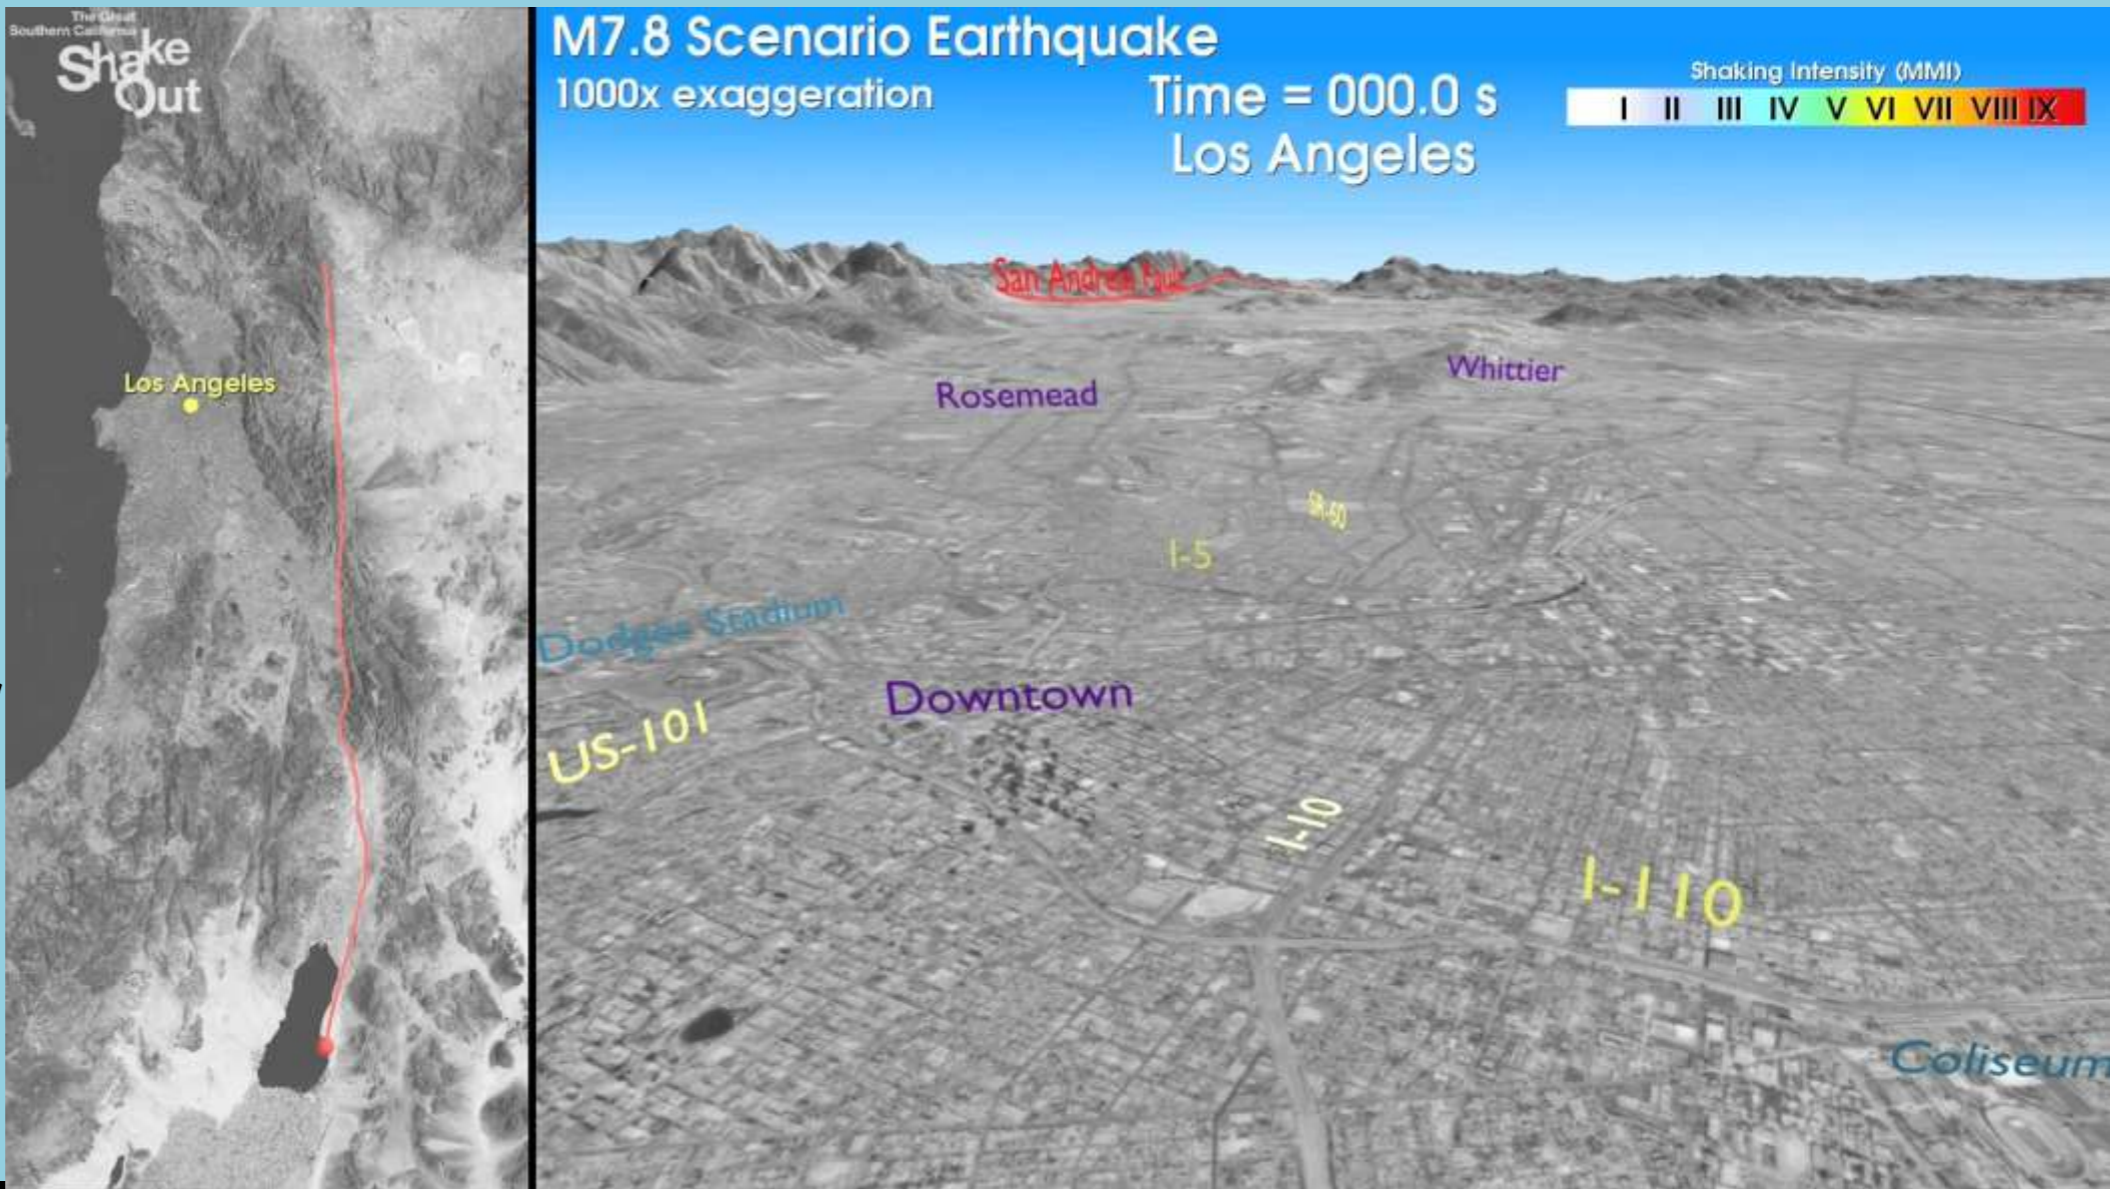 The Great
Southern California
Shake
Out
Los Angeles
M7.8 Scenario Earthquake
1000x exaggeration
Time = 000.0 s
Los Angeles
Shaking Intensity (MMI)
I II III IV V VI VII VIII IX
San Andreas Fault
Rosemead
Whittier
SR-60
I-5
Dodger Stadium
Downtown
US-101
I-10
I-110
Coliseum